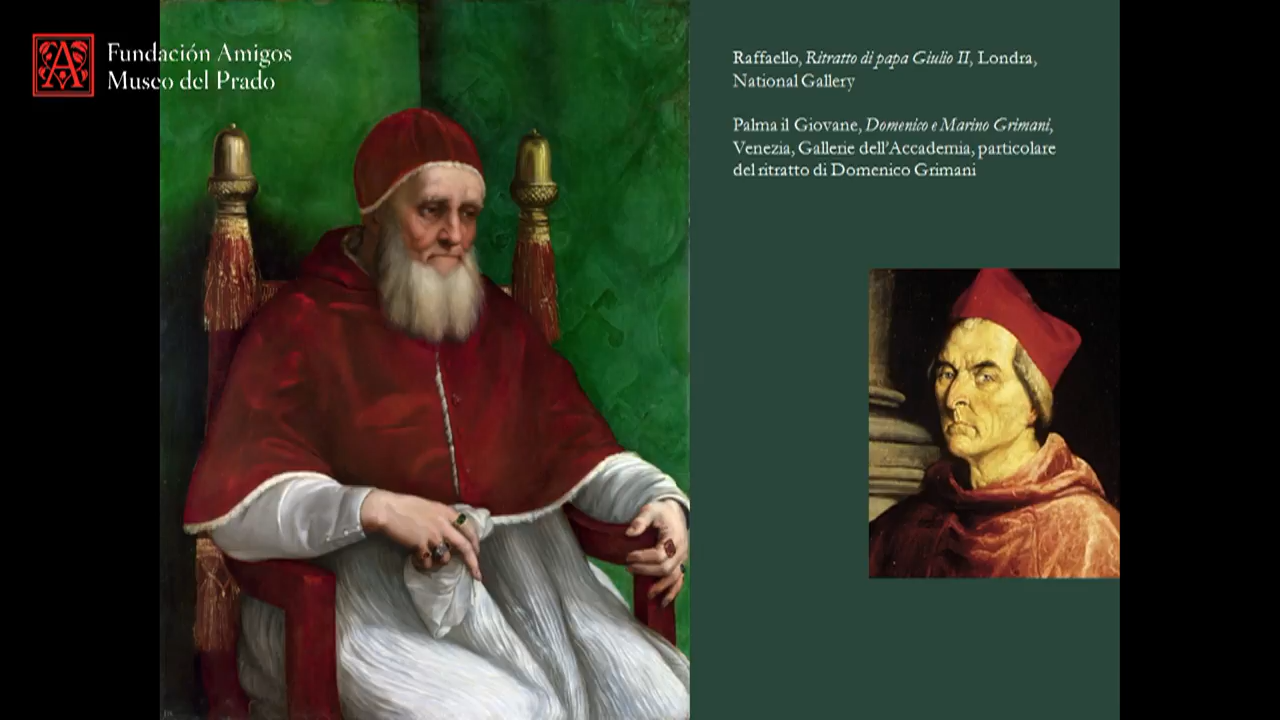 Fundación Amigos
Museo del Prado
Raffaello, Ritratto di papa Giulio II, Londra,
National Gallery
Palma il Giovane, Domenico e Marino Grimani,
Venezia, Gallerie dell'Accademia, particolare
del ritratto di Domenico Grimani